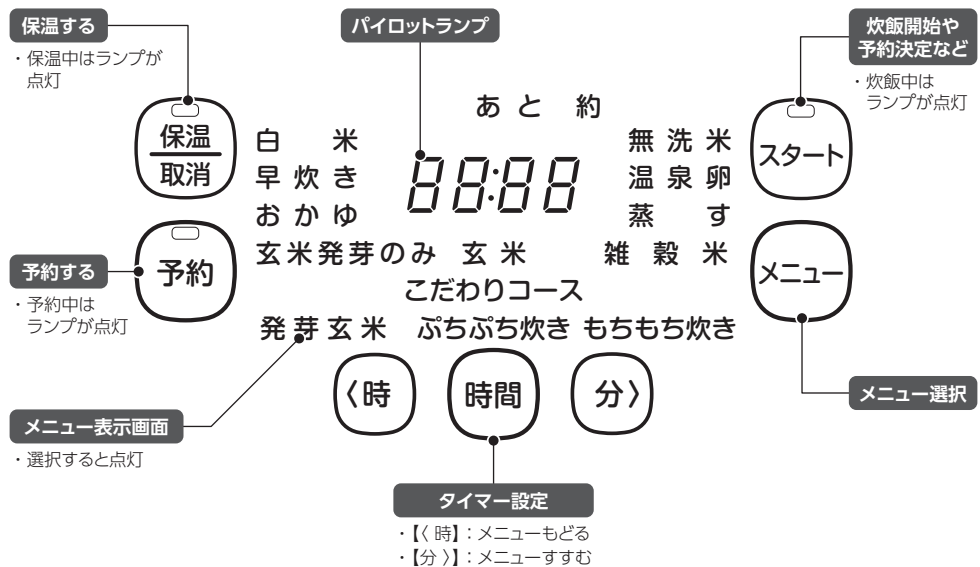 保温する
・保温中はランプが
点灯
パイロットランプ
炊飯開始や
予約決定など
・炊飯中は
ランプが点灯
保温
取消
あと 約
白 米
早炊き
おかゆ
88:88
無洗米
温泉卵
蒸 す
スタート
玄米発芽のみ 玄米 雑穀米
こだわりコース
発芽玄米 ぷちぷち炊き もちもち炊き
予約する
・予約中は
ランプが点灯
予約
メニュー
〈時
時間
分〉
メニュー表示画面
・選択すると点灯
メニュー選択
タイマー設定
・【〈 時】：メニューもどる
・【分 〉】：メニューすすむ